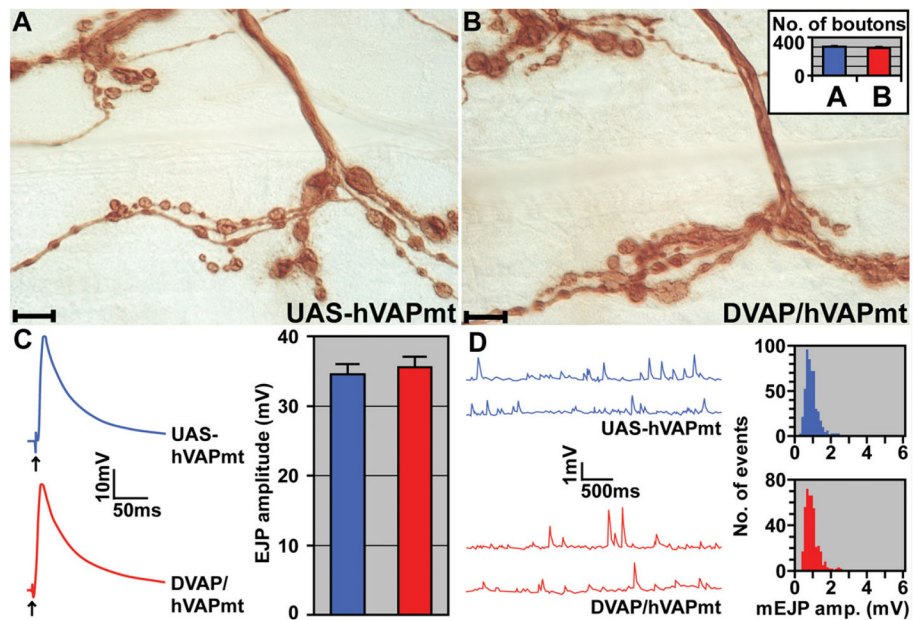 A
UAS-hVAPmt
B
No. of boutons
400
0
A B
DVAP/hVAPmt
C
UAS-
hVAPmt
10mV
50ms
DVAP/
hVAPmt
EJP amplitude (mV)
40
30
20
10
0
D
UAS-hVAPmt
1mV
500ms
DVAP/hVAPmt
No. of events
100
50
0
0 2 4 6
80
40
0
0 2 4 6
mEJP amp. (mV)